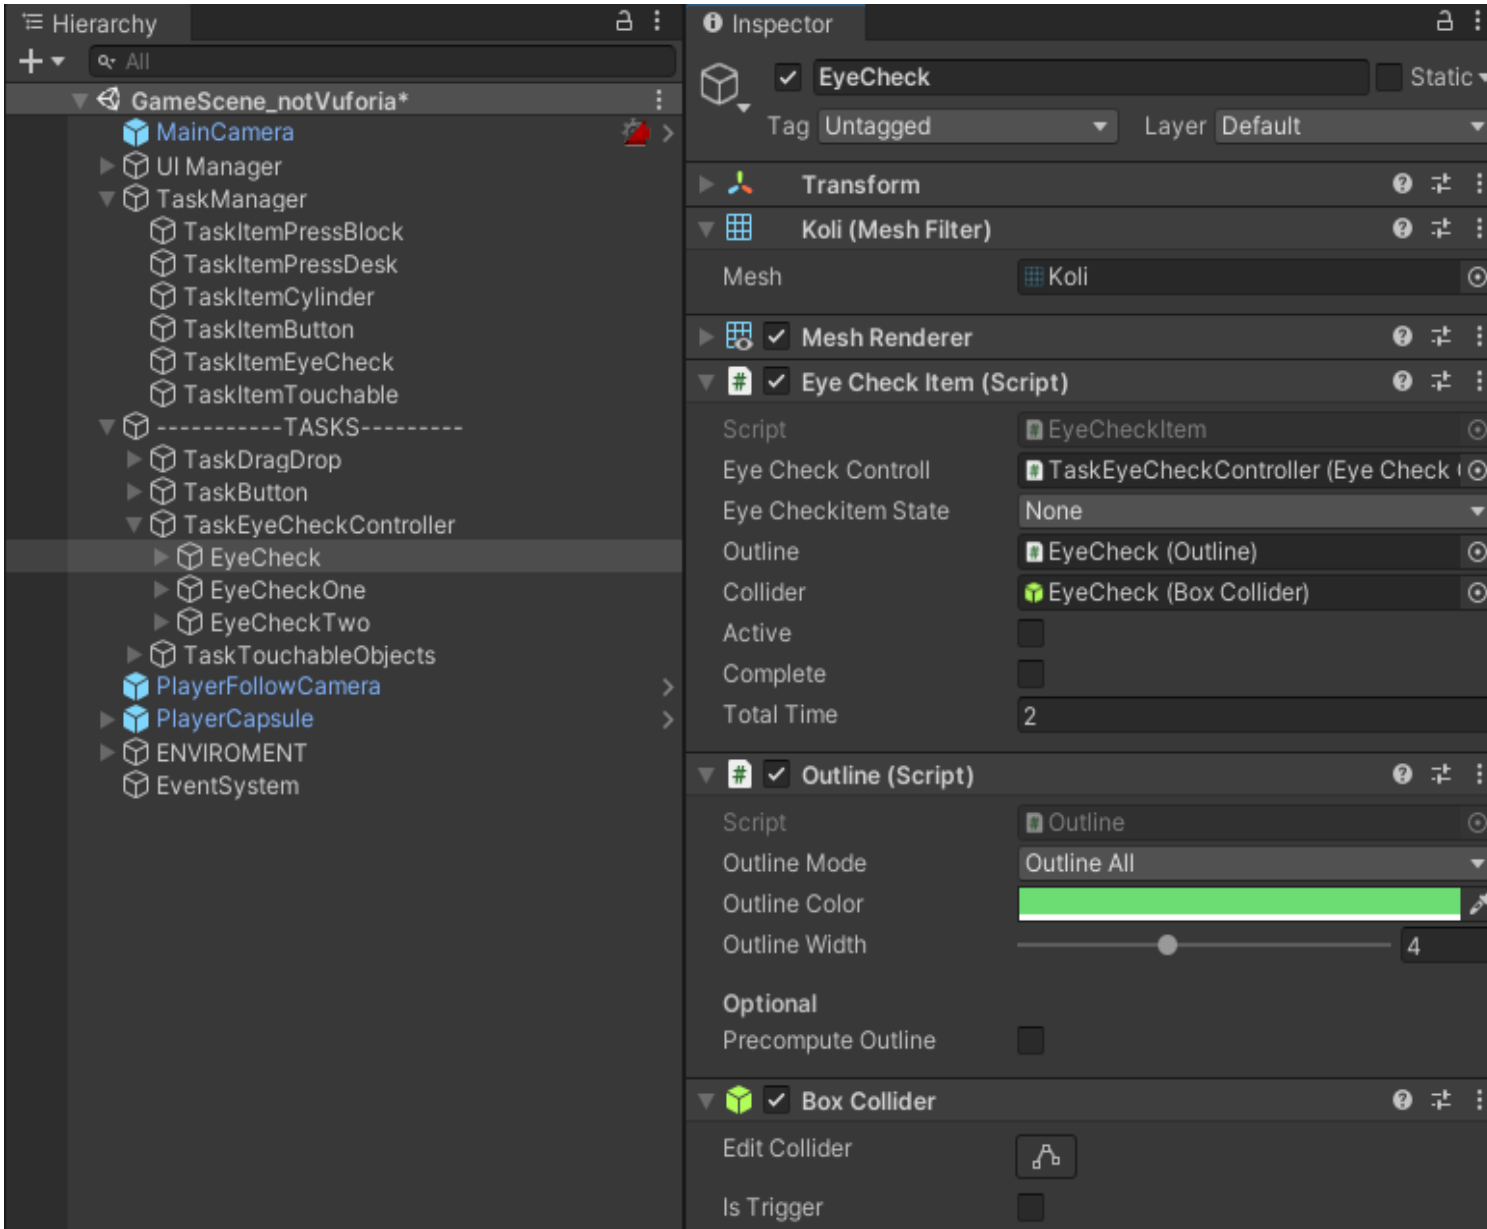 Hierarchy
All
GameScene_notVuforia*
MainCamera
UI Manager
TaskManager
TaskItemPressBlock
TaskItemPressDesk
TaskItemCylinder
TaskItemButton
TaskItemEyeCheck
TaskItemTouchable
-----------TASKS---------
TaskDragDrop
TaskButton
TaskEyeCheckController
EyeCheck
EyeCheckOne
EyeCheckTwo
TaskTouchableObjects
PlayerFollowCamera
PlayerCapsule
ENVIROMENT
EventSystem
Inspector
EyeCheck
Static
Tag Untagged Layer Default
Transform
Koli (Mesh Filter)
Mesh Koli
Mesh Renderer
# Eye Check Item (Script)
Script # EyeCheckItem
Eye Check Controll # TaskEyeCheckController (Eye Check
Eye Checkitem State None
Outline # EyeCheck (Outline)
Collider EyeCheck (Box Collider)
Active
Complete
Total Time 2
# Outline (Script)
Script # Outline
Outline Mode Outline All
Outline Color
Outline Width 4
Optional
Precompute Outline
Box Collider
Edit Collider
Is Trigger